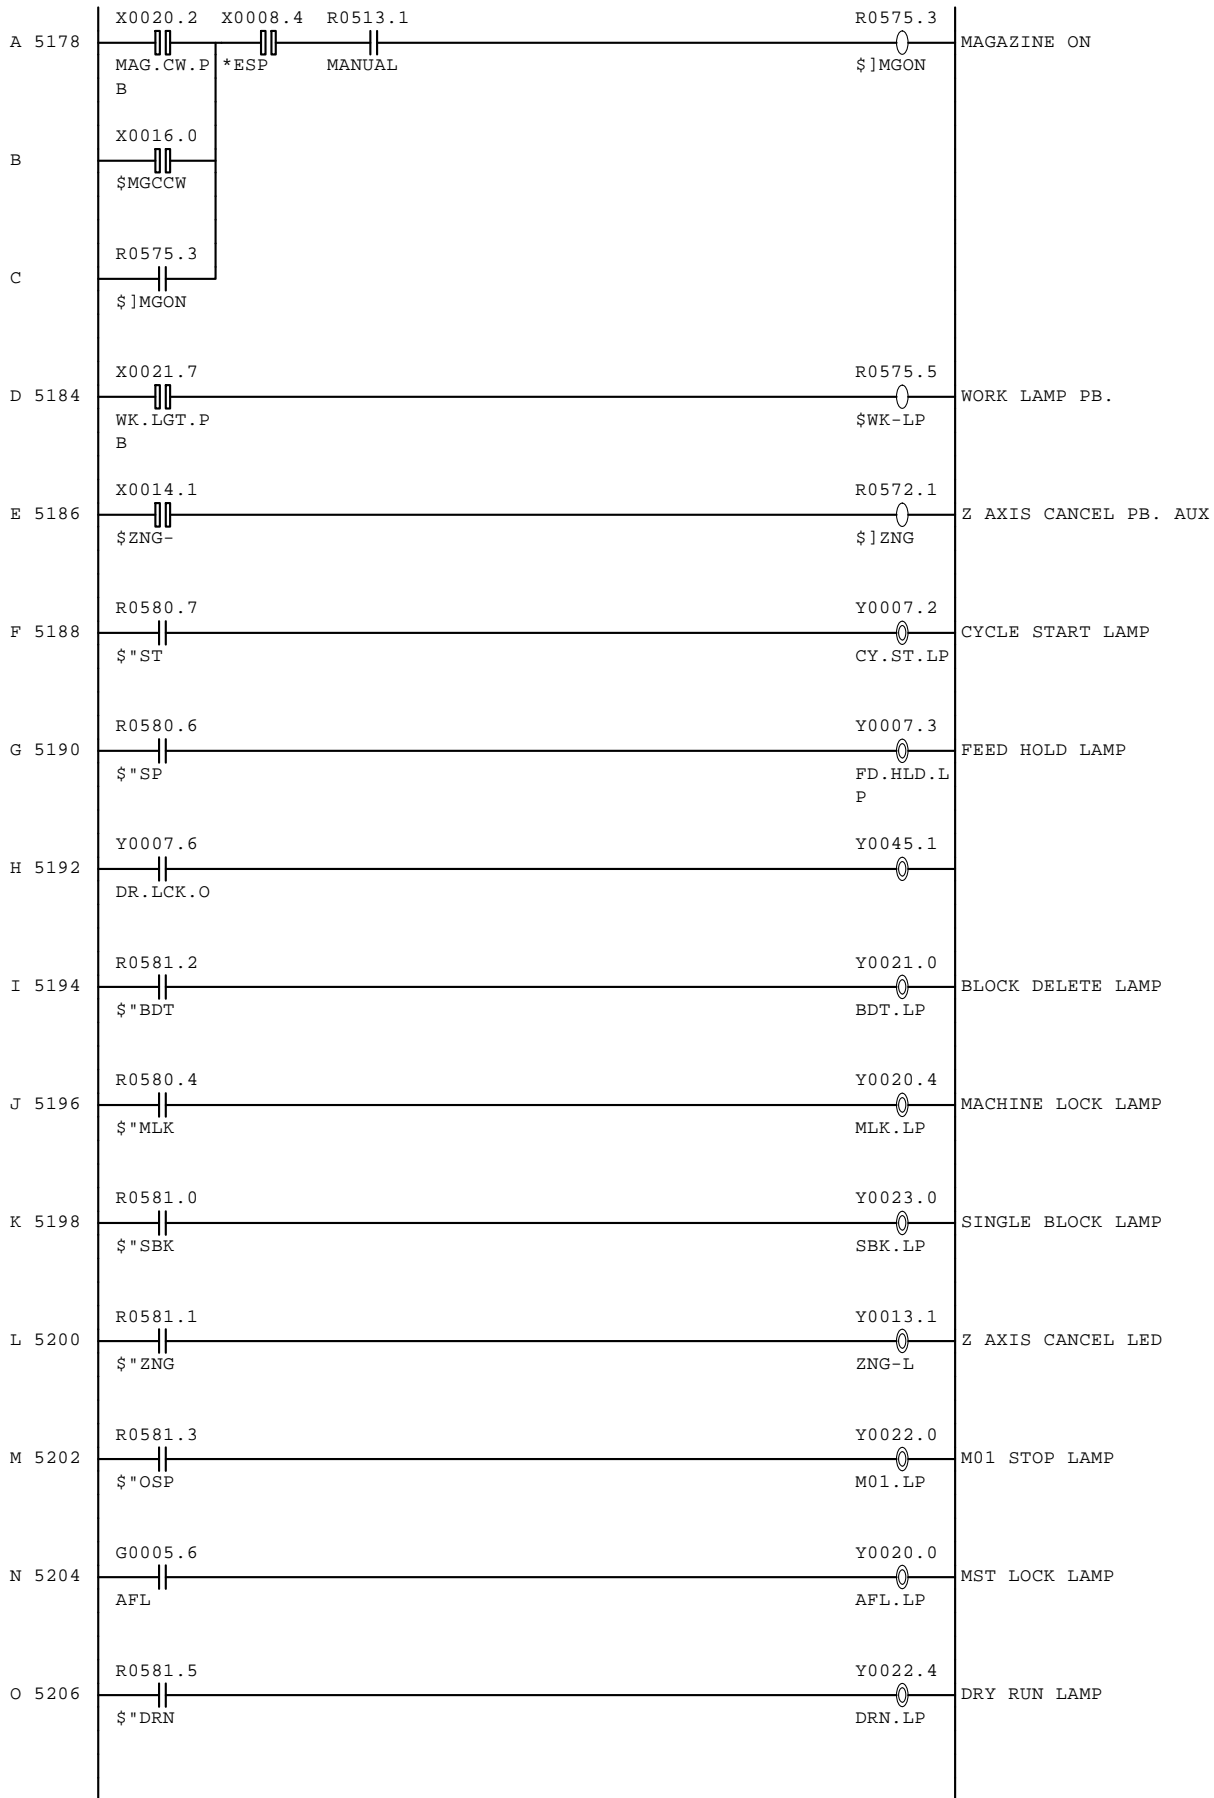 X0020.2 X0008.4 R0513.1 R0575.3
A 5178 MAGAZINE ON
MAG.CW.P *ESP MANUAL $]MGON
B
X0016.0
B
$MGCCW
R0575.3
C
$]MGON
X0021.7 R0575.5
D 5184 WORK LAMP PB.
WK.LGT.P $WK-LP
B
X0014.1 R0572.1
E 5186 Z AXIS CANCEL PB. AUX
$ZNG- $]ZNG
R0580.7 Y0007.2
F 5188 CYCLE START LAMP
$"ST CY.ST.LP
R0580.6 Y0007.3
G 5190 FEED HOLD LAMP
$"SP FD.HLD.L
P
Y0007.6 Y0045.1
H 5192
DR.LCK.O
R0581.2 Y0021.0
I 5194 BLOCK DELETE LAMP
$"BDT BDT.LP
R0580.4 Y0020.4
J 5196 MACHINE LOCK LAMP
$"MLK MLK.LP
R0581.0 Y0023.0
K 5198 SINGLE BLOCK LAMP
$"SBK SBK.LP
R0581.1 Y0013.1
L 5200 Z AXIS CANCEL LED
$"ZNG ZNG-L
R0581.3 Y0022.0
M 5202 M01 STOP LAMP
$"OSP M01.LP
G0005.6 Y0020.0
N 5204 MST LOCK LAMP
AFL AFL.LP
R0581.5 Y0022.4
O 5206 DRY RUN LAMP
$"DRN DRN.LP